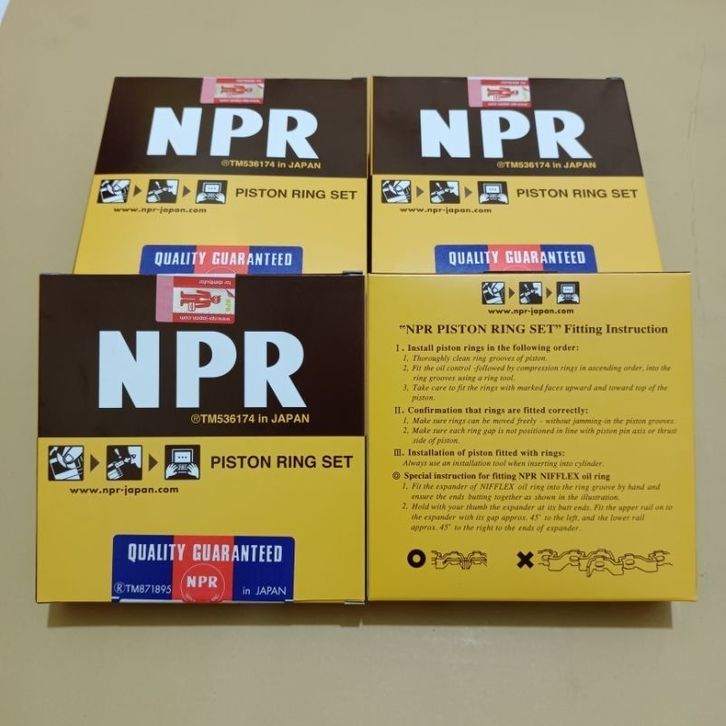 NPR
®TM536174 in JAPAN
PISTON RING SET
www.npr-japan.com
QUALITY GUARANTEED
NPR
®TM536174 in JAPAN
PISTON RING SET
www.npr-japan.com
QUALITY GUARANTEED
for distributor
www.npr-japan.com
NPR
®TM536174 in JAPAN
PISTON RING SET
www.npr-japan.com
QUALITY GUARANTEED
®TM871895 NPR in JAPAN
www.npr-japan.com
"NPR PISTON RING SET" Fitting Instruction
I. Install piston rings in the following order:
1, Thoroughly clean ring grooves of piston.
2, Fit the oil control -followed by compression rings in ascending order, into the
ring grooves using a ring tool.
3, Take care to fit the rings with marked faces upward and toward top of the
piston.
II. Confirmation that rings are fitted correctly:
1, Make sure rings can be moved freely - without jamming-in the piston grooves.
2, Make sure each ring gap is not positioned in line with piston pin axis or thrust
side of piston.
III. Installation of piston fitted with rings:
Always use an installation tool when inserting into cylinder.
◎ Special instruction for fitting NPR NIFFLEX oil ring
1, Fit the expander of NIFFLEX oil ring into the ring groove by hand and
ensure the ends butting together as shown in the illustration.
2, Hold with your thumb the expander at its butt ends. Fit the upper rail on to
the expander with its gap approx. 45° to the left, and the lower rail
approx. 45° to the right to the ends of expander.